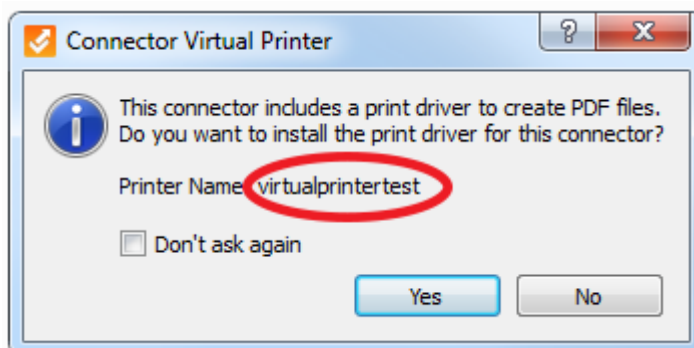 Connector Virtual Printer
?
This connector includes a print driver to create PDF files.
Do you want to install the print driver for this connector?
Printer Name: virtualprintertest
Don't ask again
Yes
No